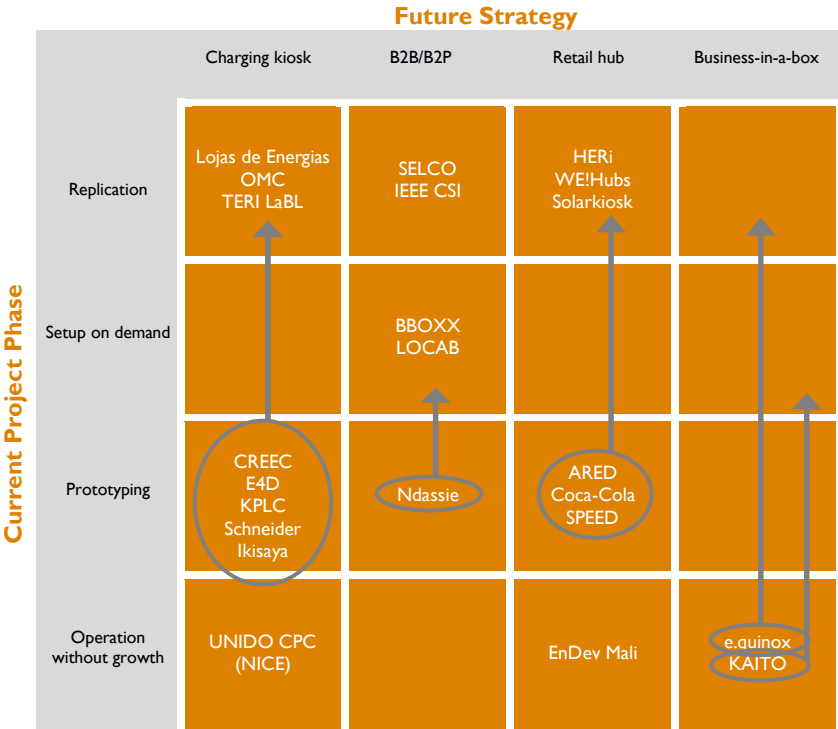 Future Strategy
Charging kiosk
B2B/B2P
Retail hub
Business-in-a-box
Current Project Phase
Replication
Lojas de Energias
OMC
TERI LaBL
SELCO
IEEE CSI
HERi
WE!Hubs
Solarkiosk
Setup on demand
BBOXX
LOCAB
Prototyping
CREEC
E4D
KPLC
Schneider
Ikisaya
Ndassie
ARED
Coca-Cola
SPEED
Operation
without growth
UNIDO CPC
(NICE)
EnDev Mali
e.quinox
KAITO